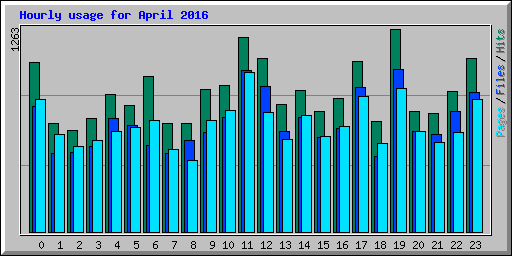 Hourly usage for April 2016
1263
Pages/Files/Hits
0 1 2 3 4 5 6 7 8 9 10 11 12 13 14 15 16 17 18 19 20 21 22 23